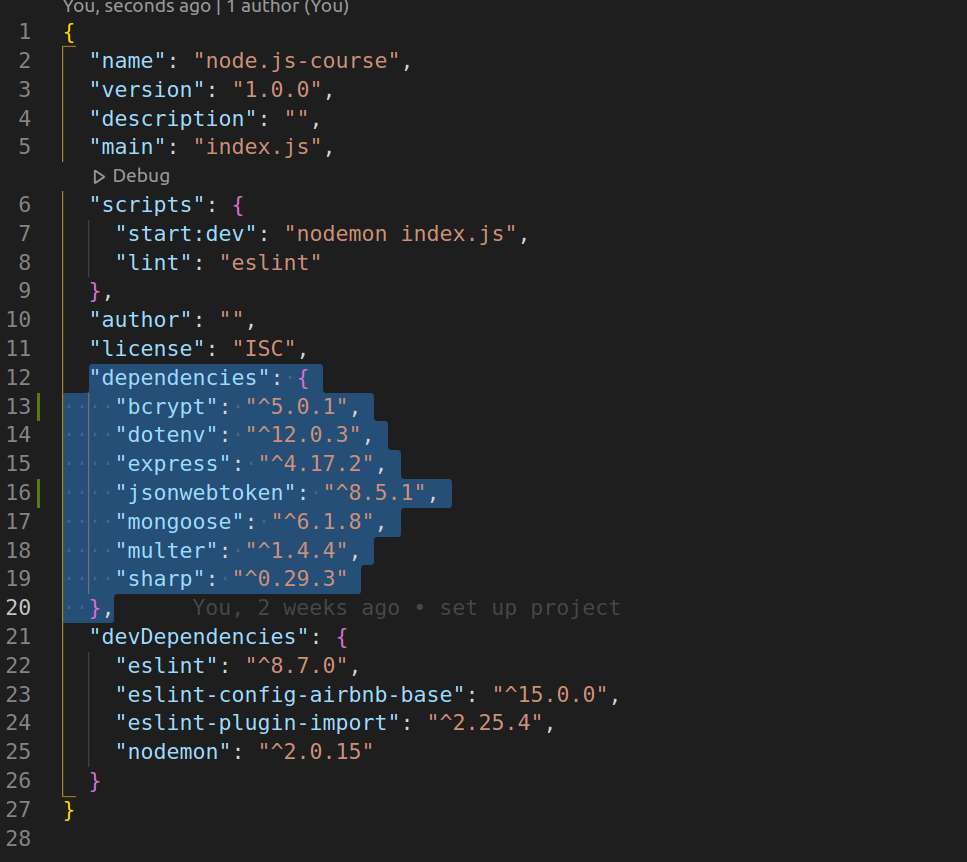 You, seconds ago | 1 author (You)
1 {
2   "name": "node.js-course",
3   "version": "1.0.0",
4   "description": "",
5   "main": "index.js",
Debug
6   "scripts": {
7     "start:dev": "nodemon index.js",
8     "lint": "eslint"
9   },
10   "author": "",
11   "license": "ISC",
12   "dependencies": {
13     "bcrypt": "^5.0.1",
14     "dotenv": "^12.0.3",
15     "express": "^4.17.2",
16     "jsonwebtoken": "^8.5.1",
17     "mongoose": "^6.1.8",
18     "multer": "^1.4.4",
19     "sharp": "^0.29.3"
20   }, You, 2 weeks ago • set up project
21   "devDependencies": {
22     "eslint": "^8.7.0",
23     "eslint-config-airbnb-base": "^15.0.0",
24     "eslint-plugin-import": "^2.25.4",
25     "nodemon": "^2.0.15"
26   }
27 }
28